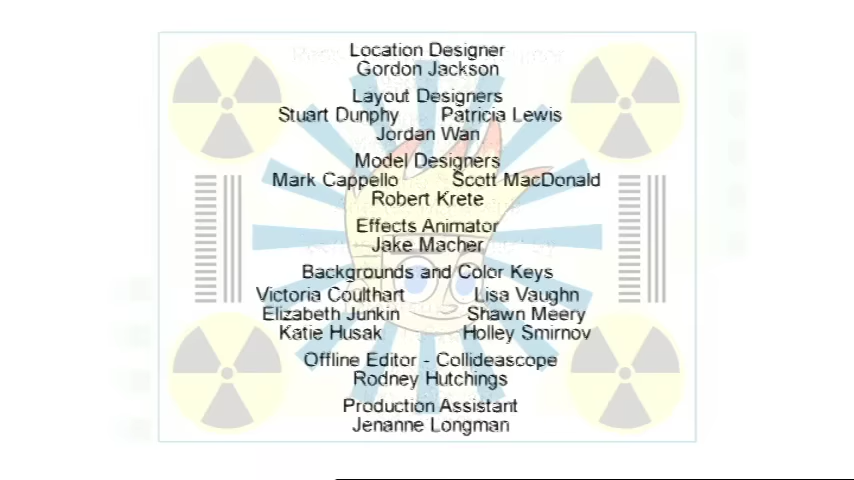 Location Designer
Gordon Jackson
Layout Designers
Stuart Dunphy Patricia Lewis
Jordan Wan
Model Designers
Mark Cappello Scott MacDonald
Robert Krete
Effects Animator
Jake Macher
Backgrounds and Color Keys
Victoria Coulthart Lisa Vaughn
Elizabeth Junkin Shawn Meery
Katie Husak Holley Smirnov
Offline Editor - Collideascope
Rodney Hutchings
Production Assistant
Jenanne Longman